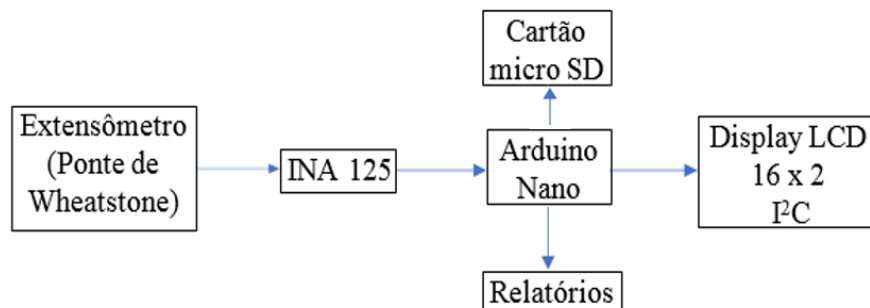 Extensômetro
(Ponte de
Wheatstone)
INA 125
Cartão
micro SD
Arduino
Nano
Relatórios
Display LCD
16 x 2
I²C